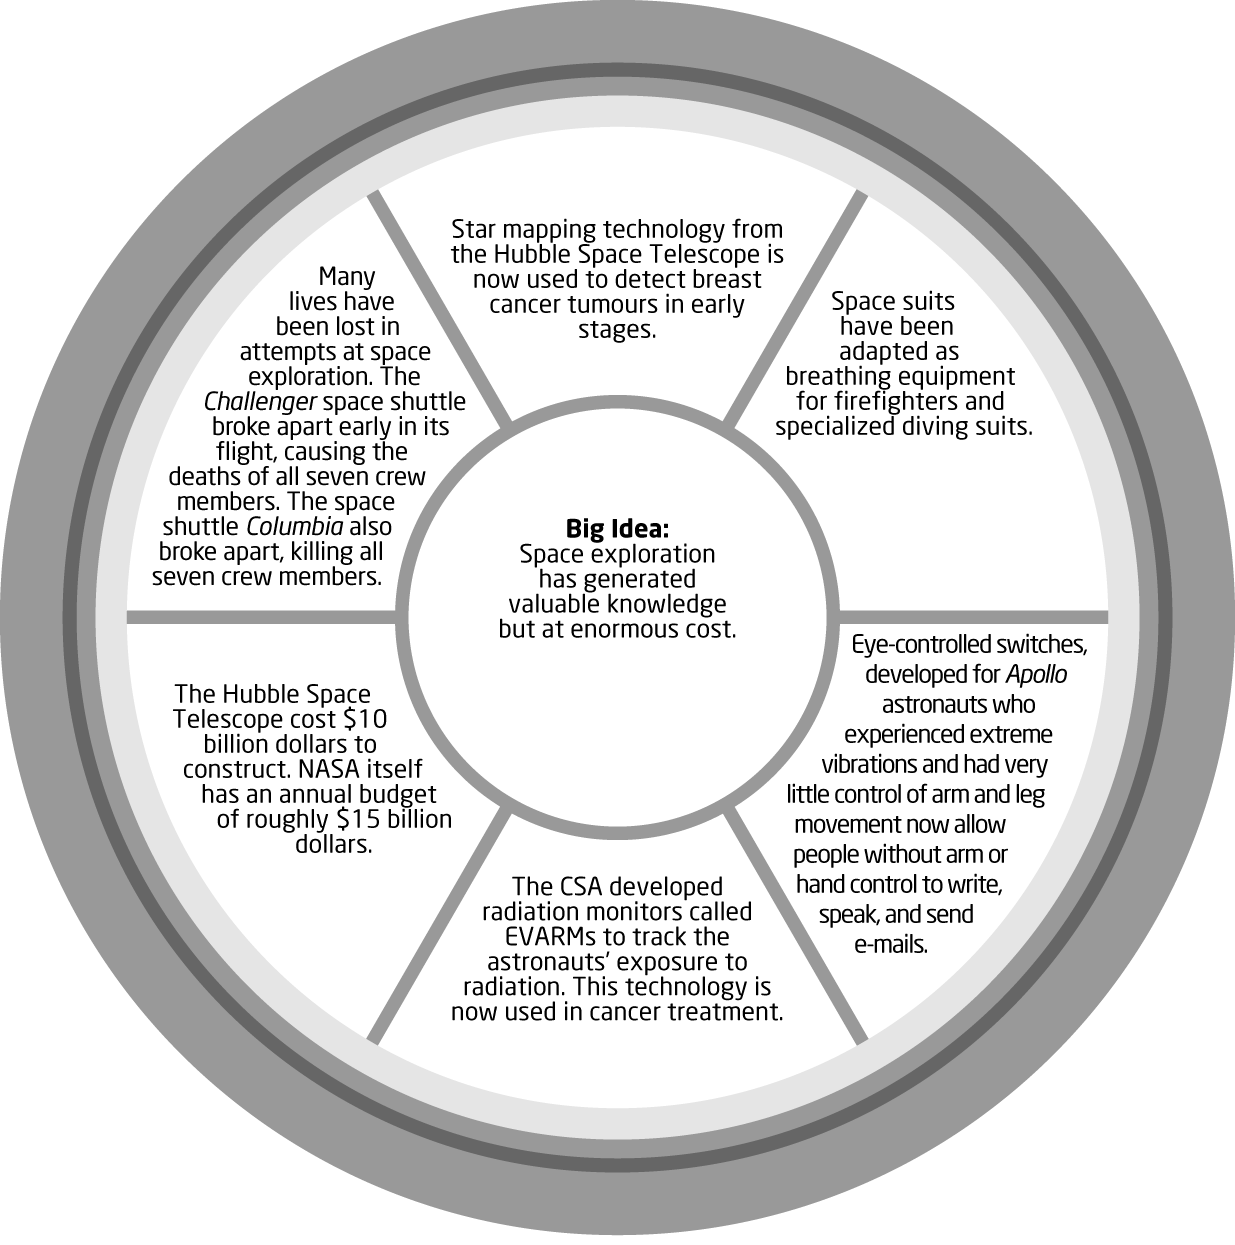 Star mapping technology from
the Hubble Space Telescope is
now used to detect breast
cancer tumours in early
stages.
Space suits
have been
adapted as
breathing equipment
for firefighters and
specialized diving suits.
Eye-controlled switches,
developed for Apollo
astronauts who
experienced extreme
vibrations and had very
little control of arm and leg
movement now allow
people without arm or
hand control to write,
speak, and send
e-mails.
The CSA developed
radiation monitors called
EVARMs to track the
astronauts’ exposure to
radiation. This technology is
now used in cancer treatment.
The Hubble Space
Telescope cost $10
billion dollars to
construct. NASA itself
has an annual budget
of roughly $15 billion
dollars.
Many
lives have
been lost in
attempts at space
exploration. The
Challenger space shuttle
broke apart early in its
flight, causing the
deaths of all seven crew
members. The space
shuttle Columbia also
broke apart, killing all
seven crew members.
Big Idea:
Space exploration
has generated
valuable knowledge
but at enormous cost.